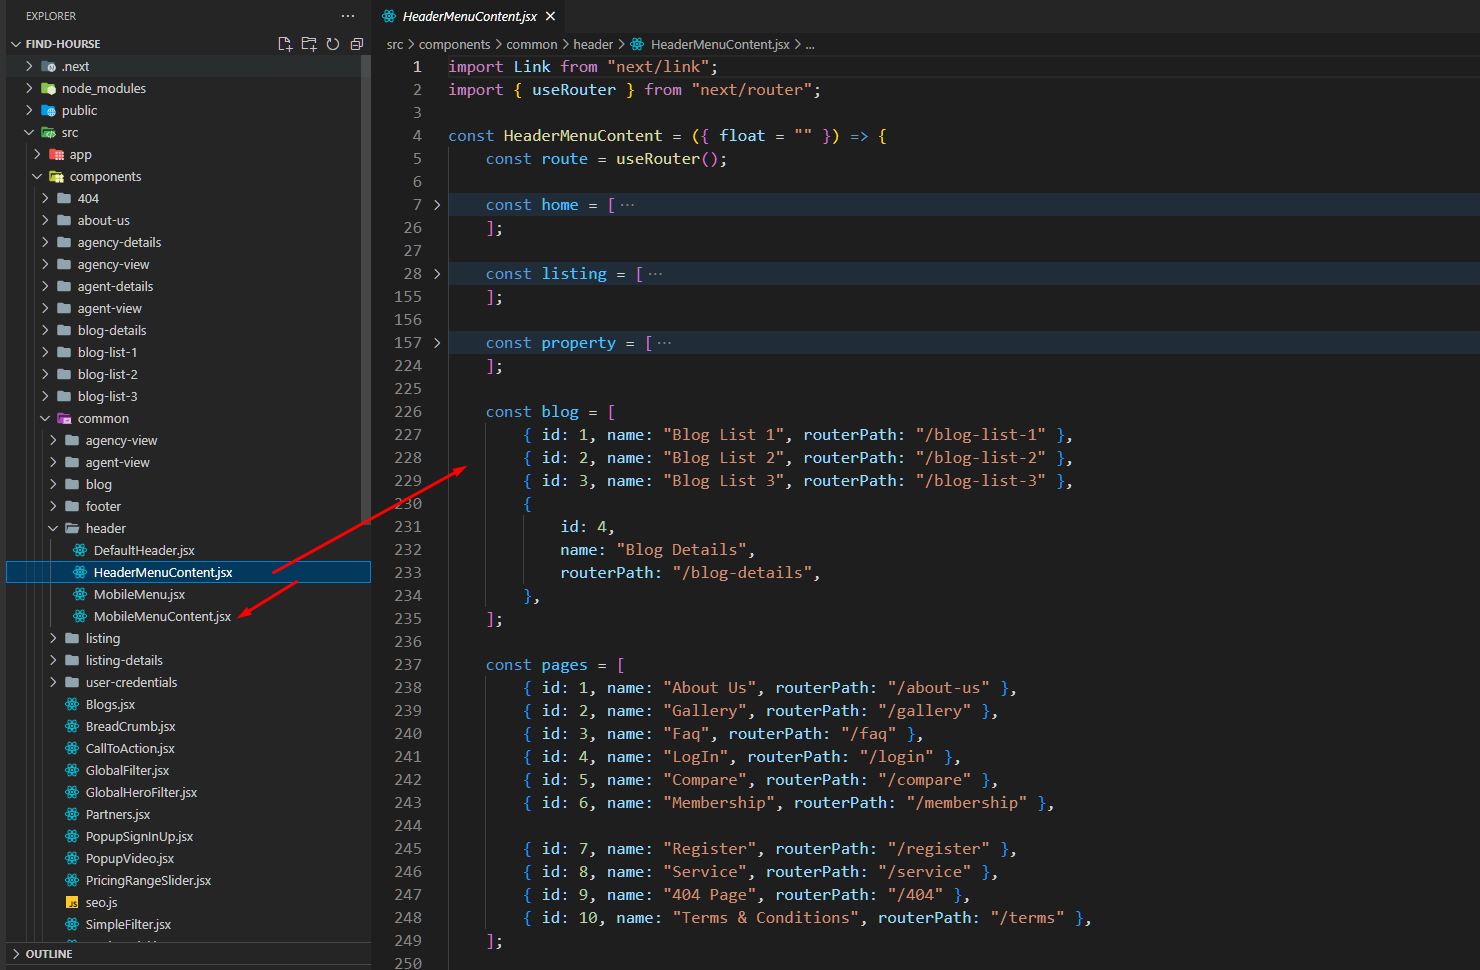 EXPLORER
FIND-HOURSE
.next
node_modules
public
src
app
components
404
about-us
agency-details
agency-view
agent-details
agent-view
blog-details
blog-list-1
blog-list-2
blog-list-3
common
agency-view
agent-view
blog
footer
header
DefaultHeader.jsx
HeaderMenuContent.jsx
MobileMenu.jsx
MobileMenuContent.jsx
listing
listing-details
user-credentials
Blogs.jsx
BreadCrumb.jsx
CallToAction.jsx
GlobalFilter.jsx
GlobalHeroFilter.jsx
Partners.jsx
PopupSignInUp.jsx
PopupVideo.jsx
PricingRangeSlider.jsx
JS seo.js
SimpleFilter.jsx
OUTLINE
HeaderMenuContent.jsx
src > components > common > header > HeaderMenuContent.jsx > ...
1 import Link from "next/link";
2 import { useRouter } from "next/router";
3
4 const HeaderMenuContent = ({ float = "" }) => {
5 const route = useRouter();
6
7 const home = [ ···
26 ];
27
28 const listing = [ ···
155 ];
156
157 const property = [ ···
224 ];
225
226 const blog = [
227 { id: 1, name: "Blog List 1", routerPath: "/blog-list-1" },
228 { id: 2, name: "Blog List 2", routerPath: "/blog-list-2" },
229 { id: 3, name: "Blog List 3", routerPath: "/blog-list-3" },
230 {
231 id: 4,
232 name: "Blog Details",
233 routerPath: "/blog-details",
234 },
235 ];
236
237 const pages = [
238 { id: 1, name: "About Us", routerPath: "/about-us" },
239 { id: 2, name: "Gallery", routerPath: "/gallery" },
240 { id: 3, name: "Faq", routerPath: "/faq" },
241 { id: 4, name: "LogIn", routerPath: "/login" },
242 { id: 5, name: "Compare", routerPath: "/compare" },
243 { id: 6, name: "Membership", routerPath: "/membership" },
244
245 { id: 7, name: "Register", routerPath: "/register" },
246 { id: 8, name: "Service", routerPath: "/service" },
247 { id: 9, name: "404 Page", routerPath: "/404" },
248 { id: 10, name: "Terms & Conditions", routerPath: "/terms" },
249 ];
250